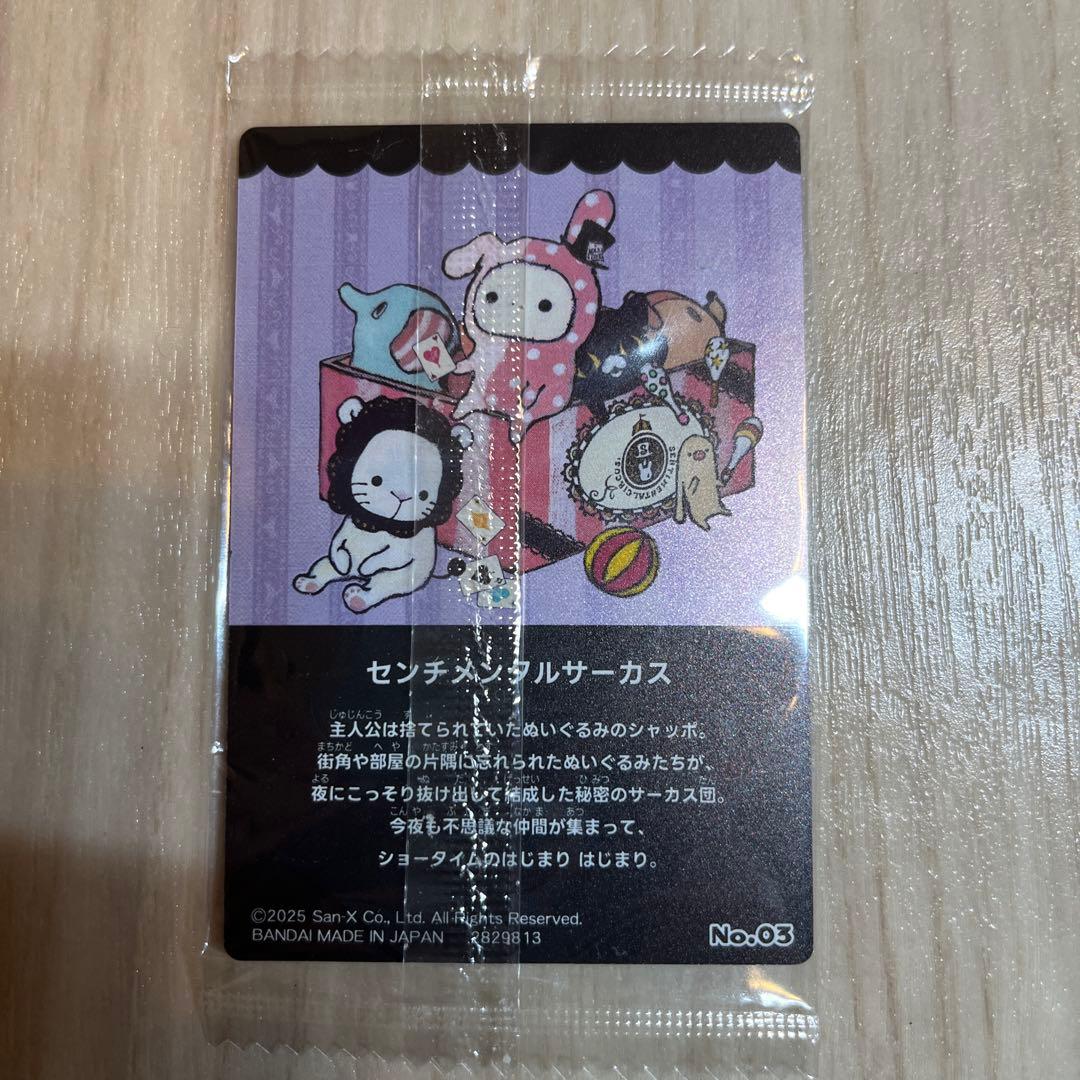 センチメンタルサーカス
じゅじんこう す
主人公は捨てられていたぬいぐるみのシャッポ。
まちかど へや かたすみ
街角や部屋の片隅に忘れられたぬいぐるみたちが、
よる ぬ だ ひみつ だん
夜にこっそり抜け出して結成した秘密のサーカス団。
こんや なかま あつ
今夜も不思議な仲間が集まって、
ショータイムのはじまり はじまり。
©2025 San-X Co., Ltd. All Rights Reserved.
BANDAI MADE IN JAPAN 2829813
No.03